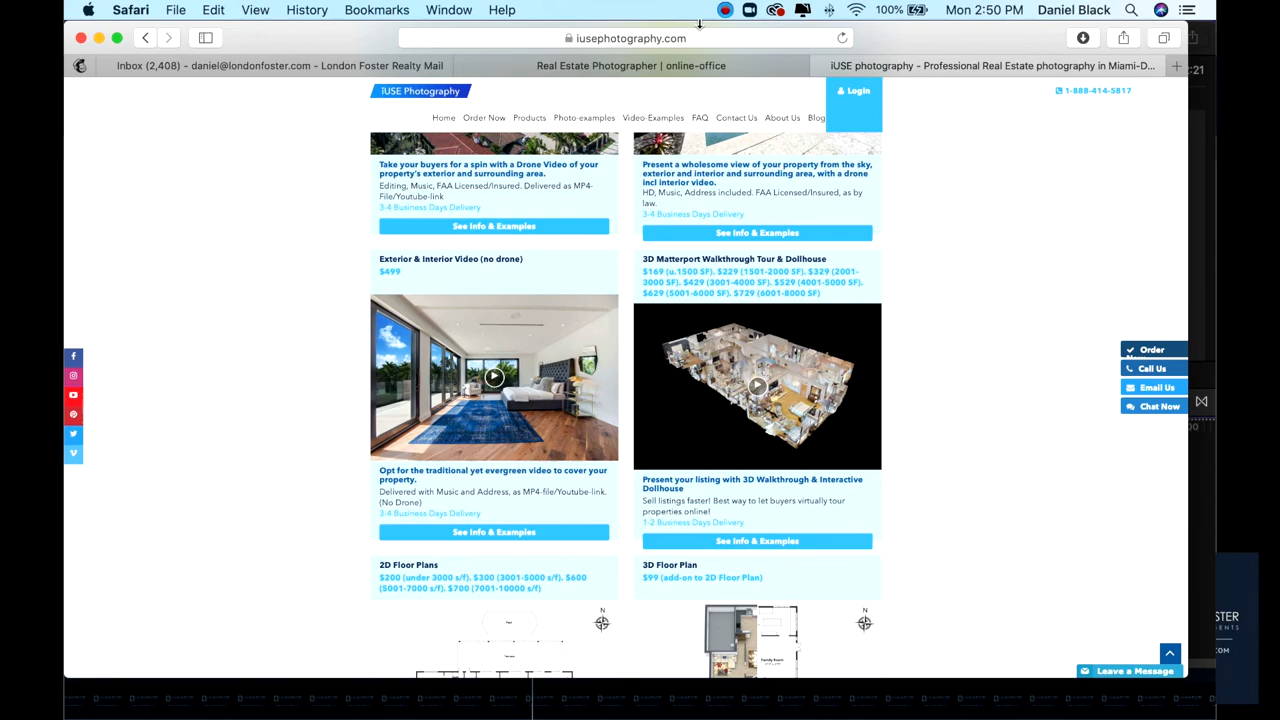 Safari File Edit View History Bookmarks Window Help 100% Mon 2:50 PM Daniel Black
iusephotography.com
Inbox (2,408) - daniel@londonfoster.com - London Foster Realty Mail
Real Estate Photographer | online-office
iUSE photography - Professional Real Estate photography in Miami-D...
:21
iUSE Photography
Login
1-888-414-5817
Home Order Now Products Photo-examples Video-Examples FAQ Contact Us About Us Blog
Take your buyers for a spin with a Drone Video of your
property's exterior and surrounding area.
Editing, Music, FAA Licensed/Insured. Delivered as MP4-
File/Youtube-link
3-4 Business Days Delivery
See Info & Examples
Present a wholesome view of your property from the sky,
exterior and interior and surrounding area, with a drone
incl interior video.
HD, Music, Address included. FAA Licensed/Insured, as by
law.
3-4 Business Days Delivery
See Info & Examples
Exterior & Interior Video (no drone)
$499
3D Matterport Walkthrough Tour & Dollhouse
$169 (u.1500 SF). $229 (1501-2000 SF). $329 (2001-
3000 SF). $429 (3001-4000 SF). $529 (4001-5000 SF).
$629 (5001-6000 SF). $729 (6001-8000 SF)
Order
Call Us
Email Us
Chat Now
Opt for the traditional yet evergreen video to cover your
property.
Delivered with Music and Address, as MP4-file/Youtube-link.
(No Drone)
3-4 Business Days Delivery
See Info & Examples
Present your listing with 3D Walkthrough & Interactive
Dollhouse
Sell listings faster! Best way to let buyers virtually tour
properties online!
1-2 Business Days Delivery
See Info & Examples
2D Floor Plans
$200 (under 3000 s/f). $300 (3001-5000 s/f). $600
(5001-7000 s/f). $700 (7001-10000 s/f)
3D Floor Plan
$99 (add-on to 2D Floor Plan)
N
N
Family Room
Leave a Message